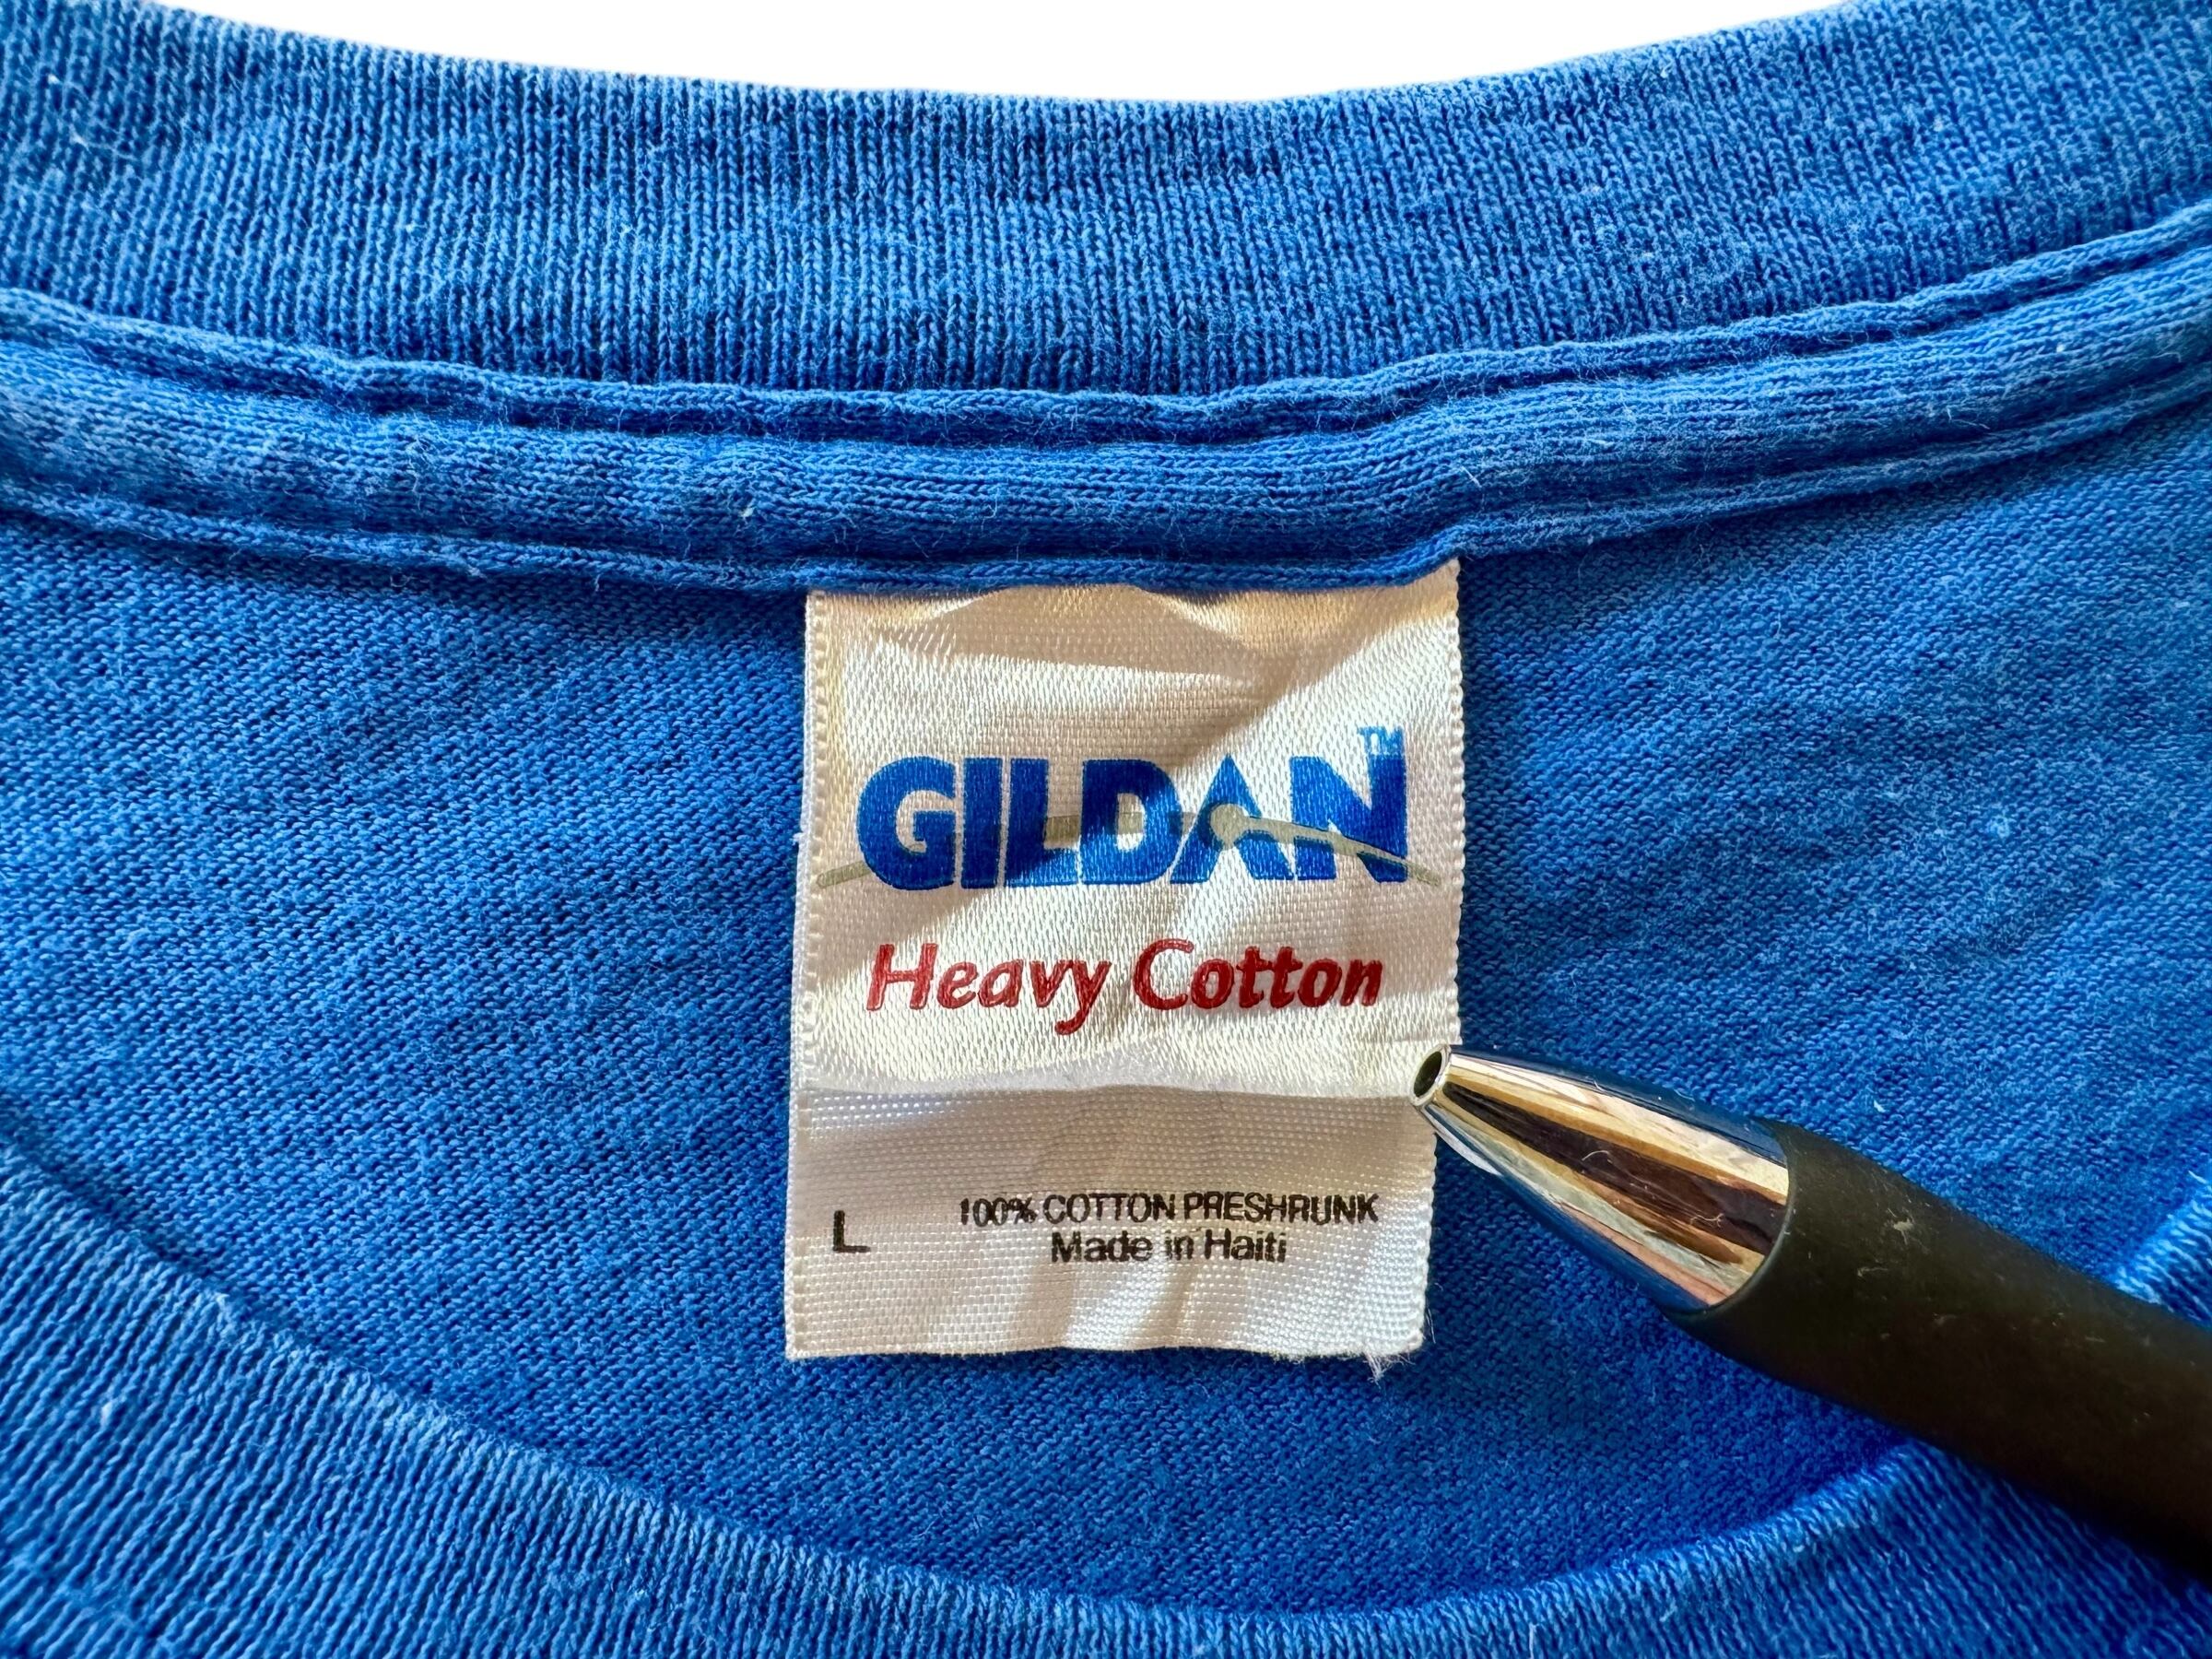 GILDAN™
Heavy Cotton
L
100% COTTON PRESHRUNK
Made in Haiti